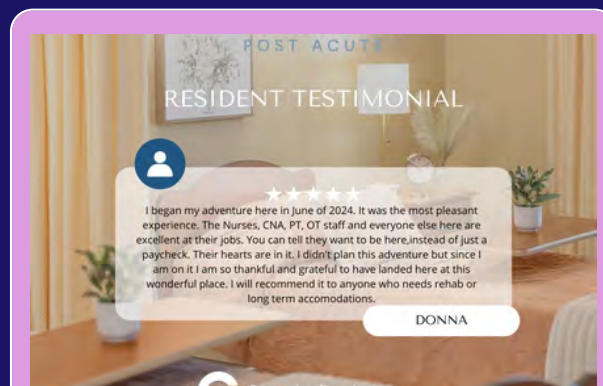 POST ACUTE
RESIDENT TESTIMONIAL
I began my adventure here in June of 2024. It was the most pleasant
experience. The Nurses, CNA, PT, OT staff and everyone else here are
excellent at their jobs. You can tell they want to be here,instead of just a
paycheck. Their hearts are in it. I didn't plan this adventure but since I
am on it I am so thankful and grateful to have landed here at this
wonderful place. I will recommend it to anyone who needs rehab or
long term accomodations.
DONNA